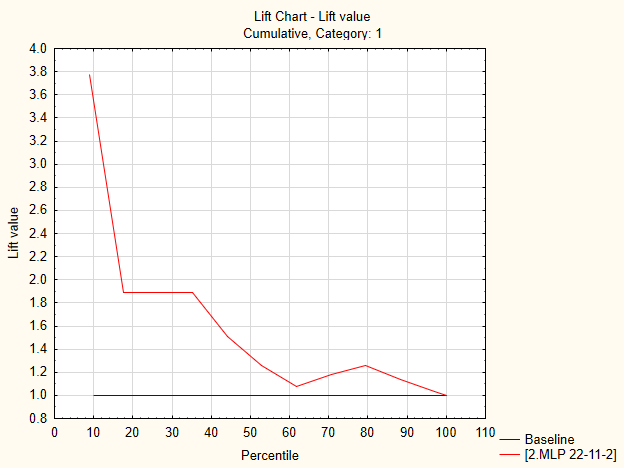 Lift Chart - Lift value
Cumulative, Category: 1
4.0
3.8
3.6
3.4
3.2
3.0
2.8
2.6
2.4
2.2
2.0
1.8
1.6
1.4
1.2
1.0
0.8
Lift value
0 10 20 30 40 50 60 70 80 90 100 110
Percentile
Baseline
[2.MLP 22-11-2]